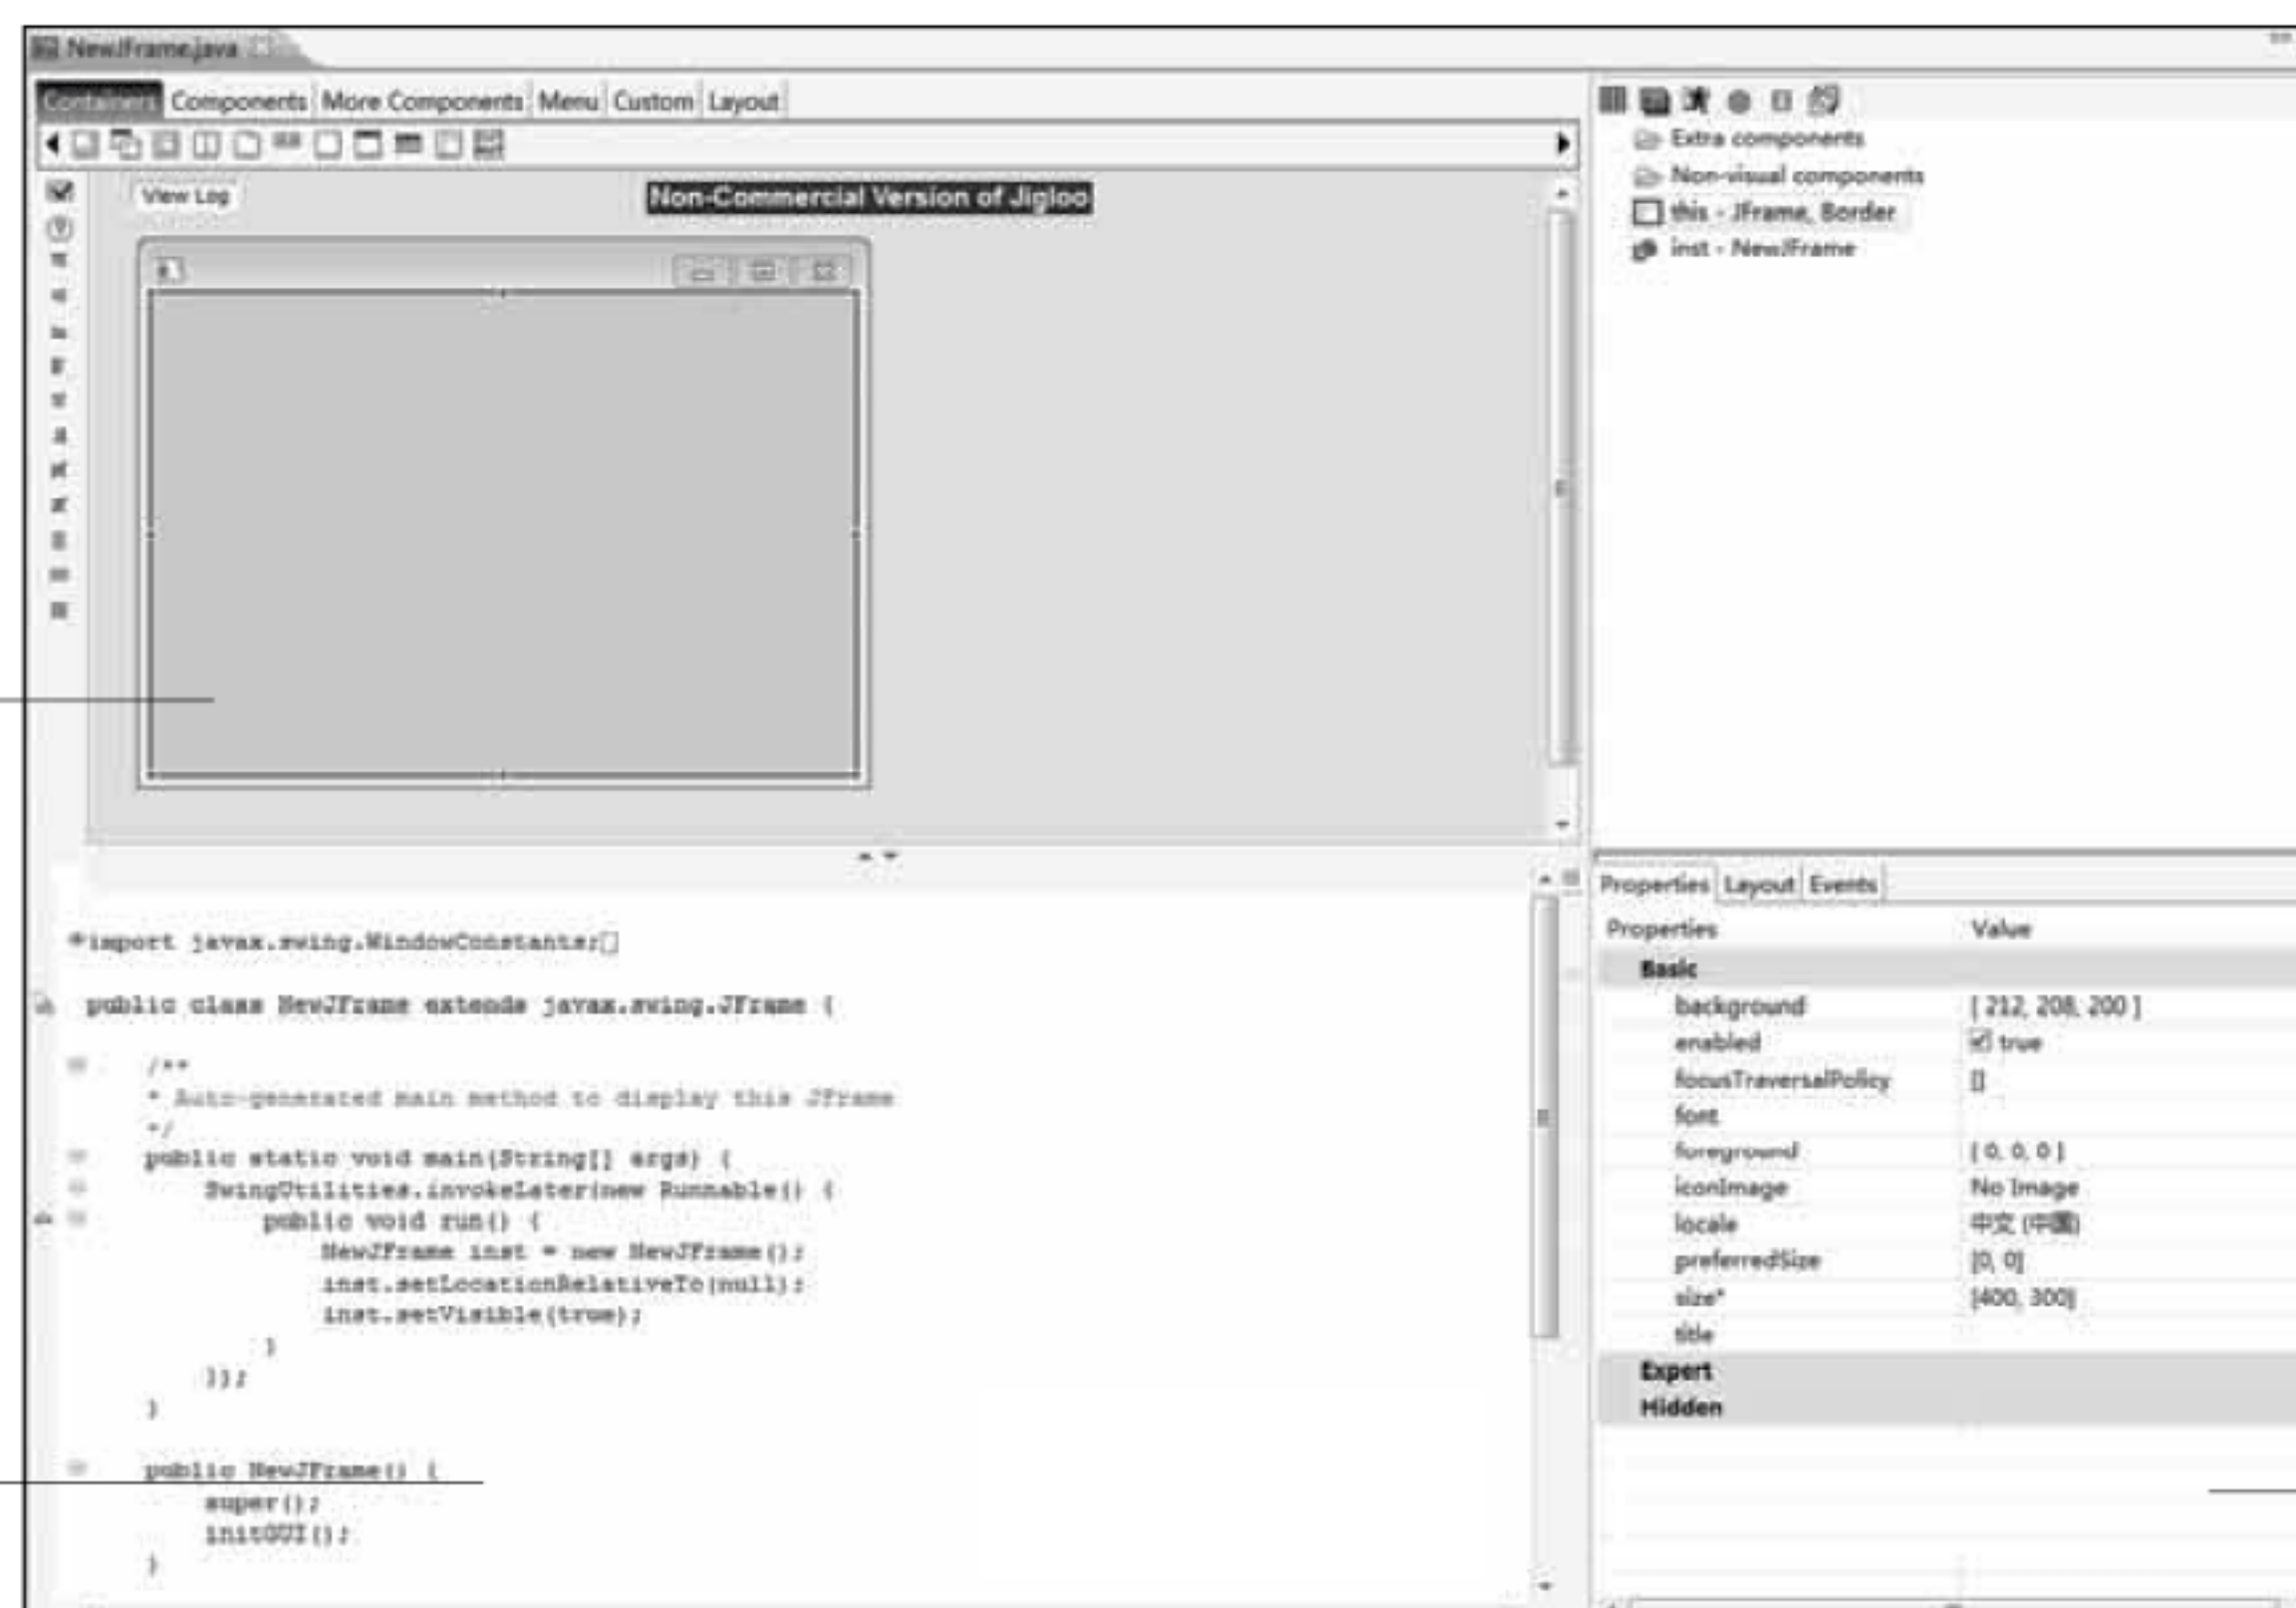 NewJFrame.java
Containers Components More Components Menu Custom Layout
View Log
Non-Commercial Version of Jigloo
import javax.swing.WindowConstants;
public class NewJFrame extends javax.swing.JFrame {
/**
* Auto-generated main method to display this JFrame
*/
public static void main(String[] args) {
SwingUtilities.invokeLater(new Runnable() {
public void run() {
NewJFrame inst = new NewJFrame();
inst.setLocationRelativeTo(null);
inst.setVisible(true);
}
});
}
public NewJFrame() {
super();
initGUI();
}
Extra components
Non-visual components
this - JFrame, Border
inst - NewJFrame
Properties Layout Events
Properties Value
Basic
background [ 212, 208, 200 ]
enabled true
focusTraversalPolicy []
font
foreground [ 0, 0, 0 ]
iconImage No Image
locale 中文 (中国)
preferredSize [0, 0]
size* [400, 300]
title
Expert
Hidden